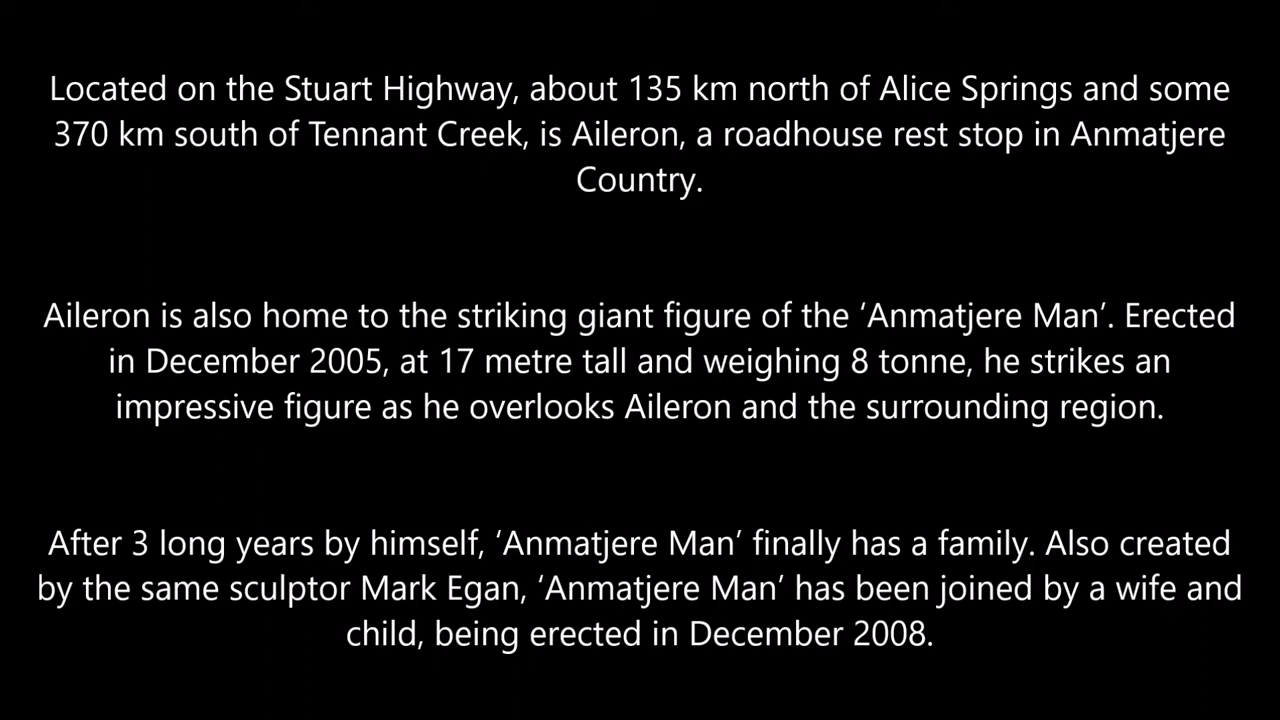 Located on the Stuart Highway, about 135 km north of Alice Springs and some
370 km south of Tennant Creek, is Aileron, a roadhouse rest stop in Anmatjere
Country.
Aileron is also home to the striking giant figure of the ‘Anmatjere Man’. Erected
in December 2005, at 17 metre tall and weighing 8 tonne, he strikes an
impressive figure as he overlooks Aileron and the surrounding region.
After 3 long years by himself, ‘Anmatjere Man’ finally has a family. Also created
by the same sculptor Mark Egan, ‘Anmatjere Man’ has been joined by a wife and
child, being erected in December 2008.